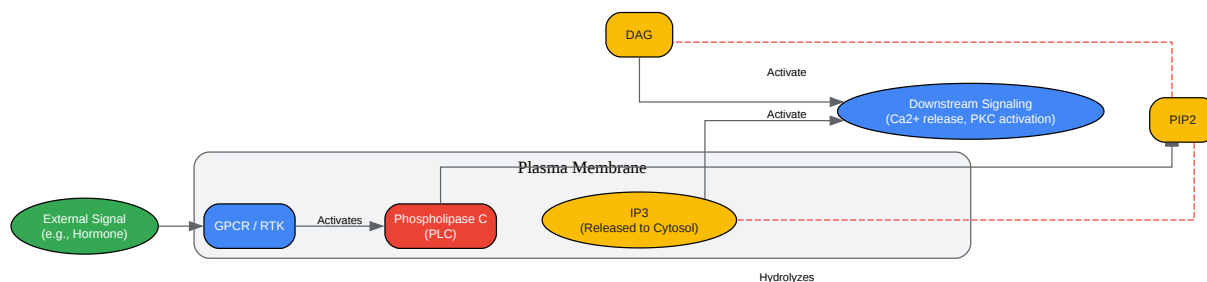 DAG
Activate
Downstream Signaling
(Ca2+ release, PKC activation)
Activate
PIP2
Plasma Membrane
External Signal
(e.g., Hormone)
GPCR / RTK
Activates
Phospholipase C
(PLC)
IP3
(Released to Cytosol)
Hydrolyzes